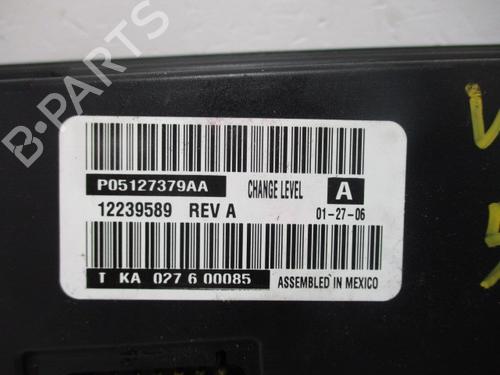 B-PARTS
P05127379AA CHANGE LEVEL A
12239589 REV A 01-27-06
T KA 027 6 00085 ASSEMBLED IN MEXICO